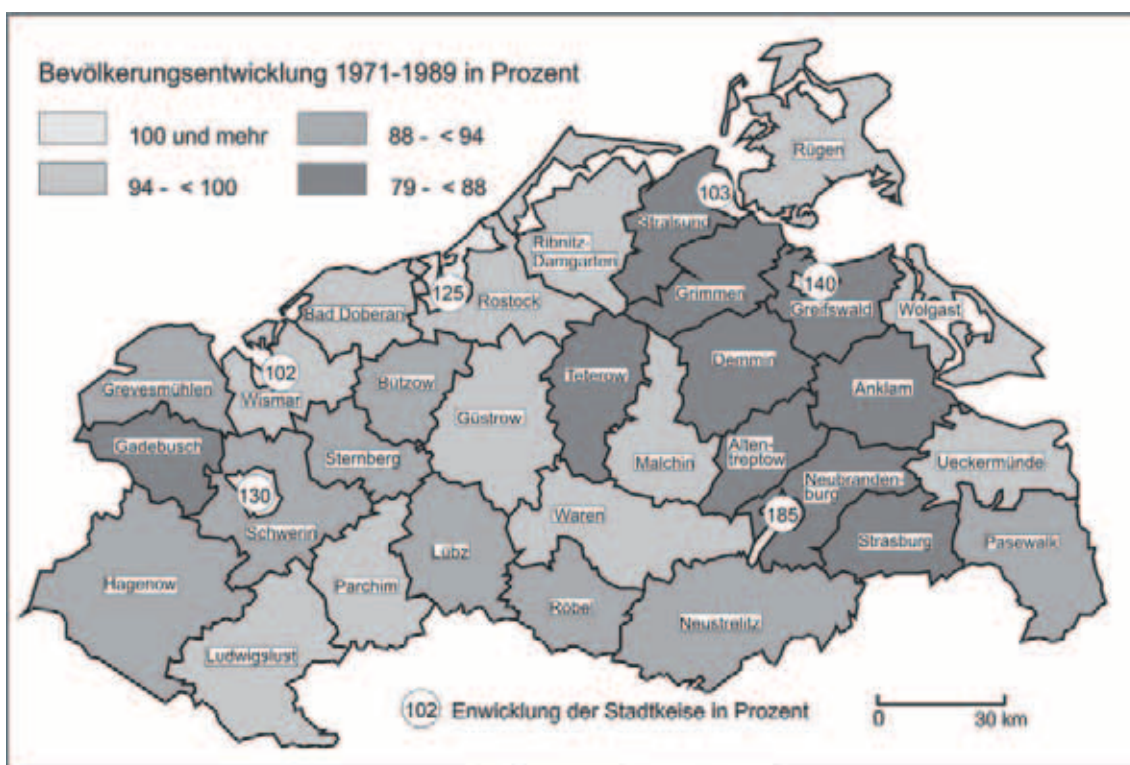 Bevölkerungsentwicklung 1971-1989 in Prozent
100 und mehr
88 - < 94
94 - < 100
79 - < 88
Rügen
103
Stralsund
Ribnitz-
Damgarten
125
Rostock
Grimmen
140
Greifswald
Wolgast
Bad Doberan
102
Wismar
Grevesmühlen
Bützow
Teterow
Demmin
Anklam
Güstrow
Gadebusch
Sternberg
Malchin
Alten-
treptow
Neubranden-
burg
Ueckermünde
130
Schwerin
Waren
185
Strasburg
Pasewalk
Lübz
Hagenow
Parchim
Röbel
Neustrelitz
Ludwigslust
102 Enwicklung der Stadtkeise in Prozent
0 30 km